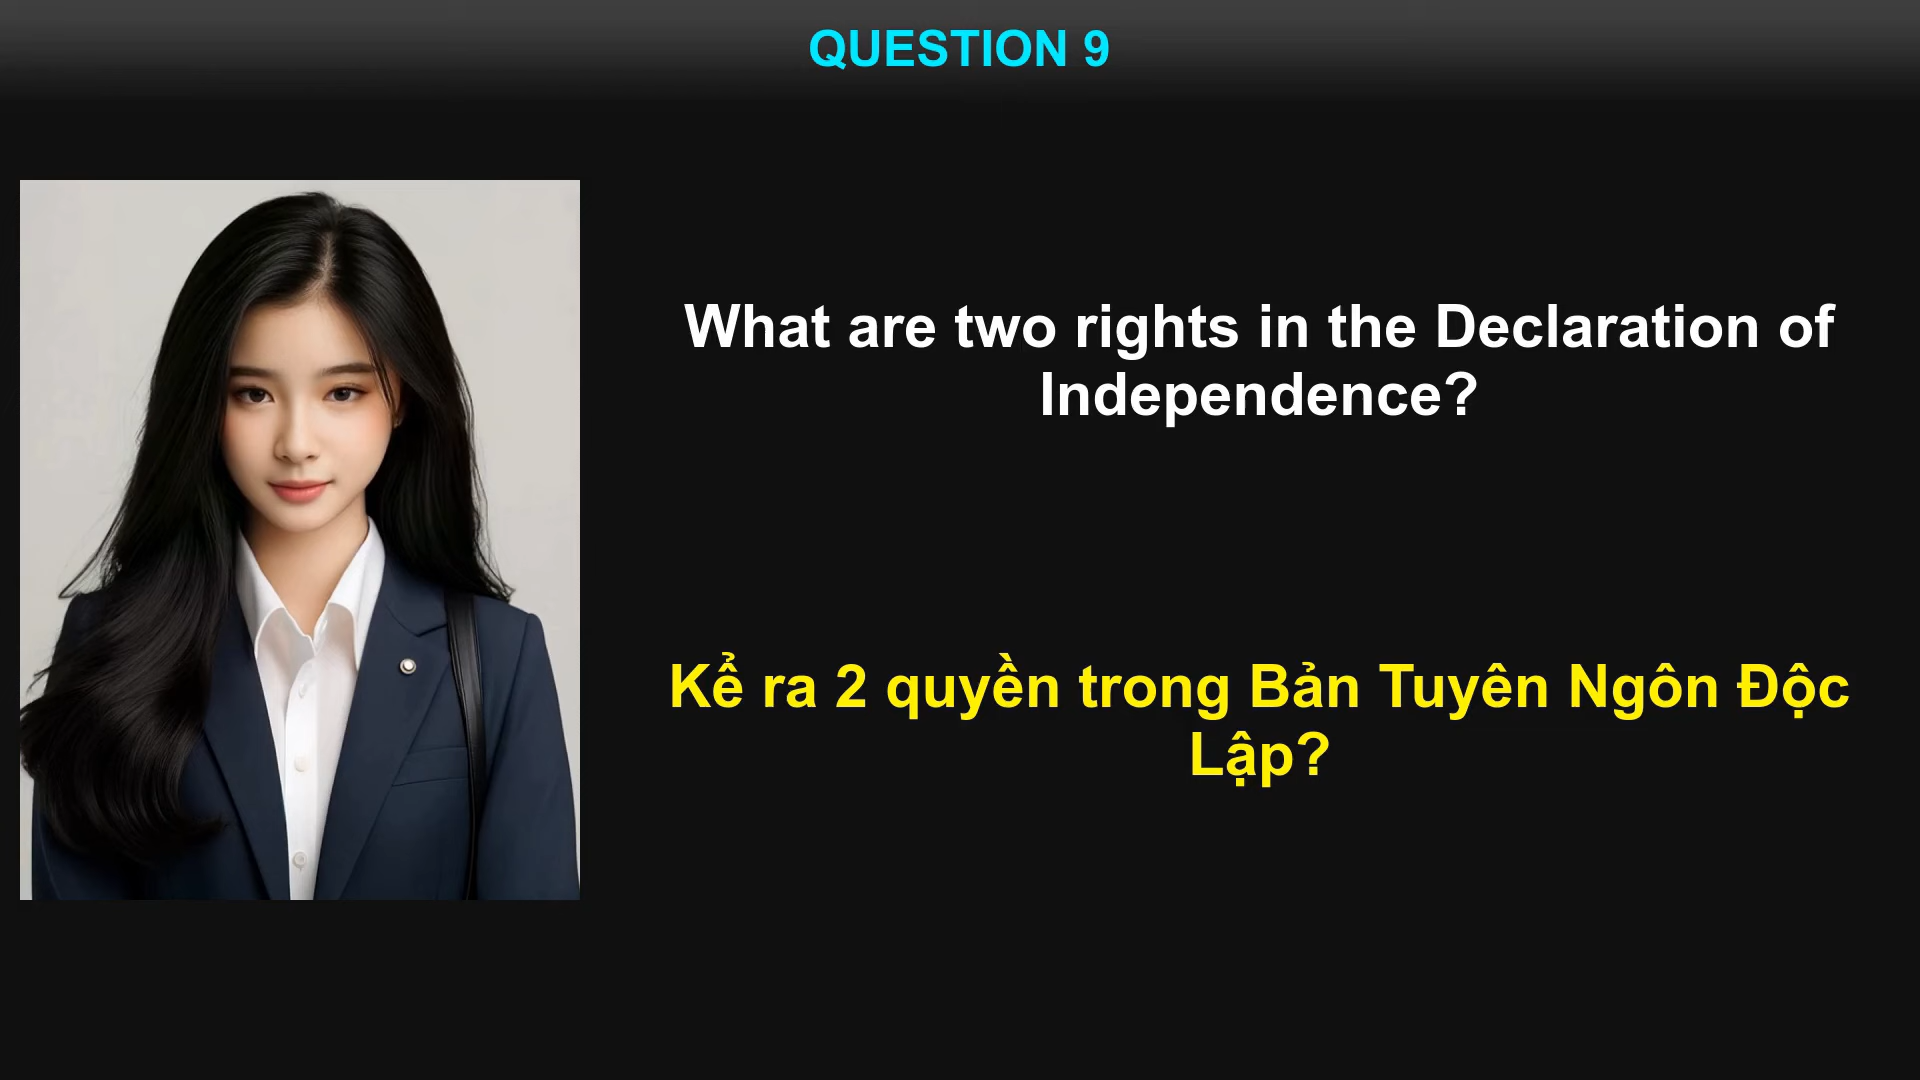 QUESTION 9
What are two rights in the Declaration of
Independence?
Kể ra 2 quyền trong Bản Tuyên Ngôn Độc
Lập?